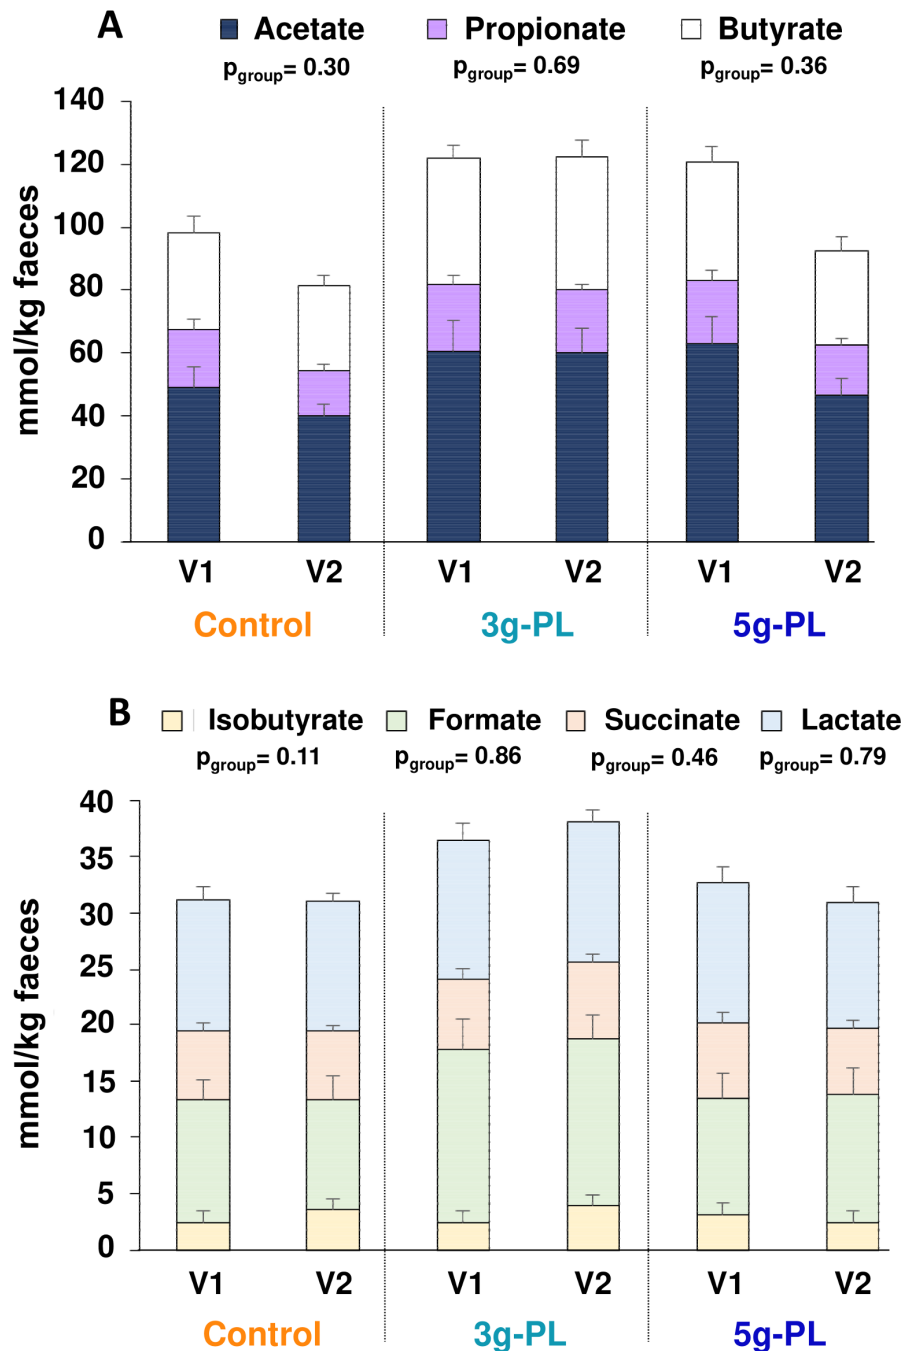 A
Acetate Propionate Butyrate
pgroup= 0.30 pgroup= 0.69 pgroup= 0.36
140
120
100
80
60
40
20
0
mmol/kg faeces
V1 V2 V1 V2 V1 V2
Control 3g-PL 5g-PL
B
Isobutyrate Formate Succinate Lactate
pgroup= 0.11 pgroup= 0.86 pgroup= 0.46 pgroup= 0.79
40
35
30
25
20
15
10
5
0
mmol/kg faeces
V1 V2 V1 V2 V1 V2
Control 3g-PL 5g-PL